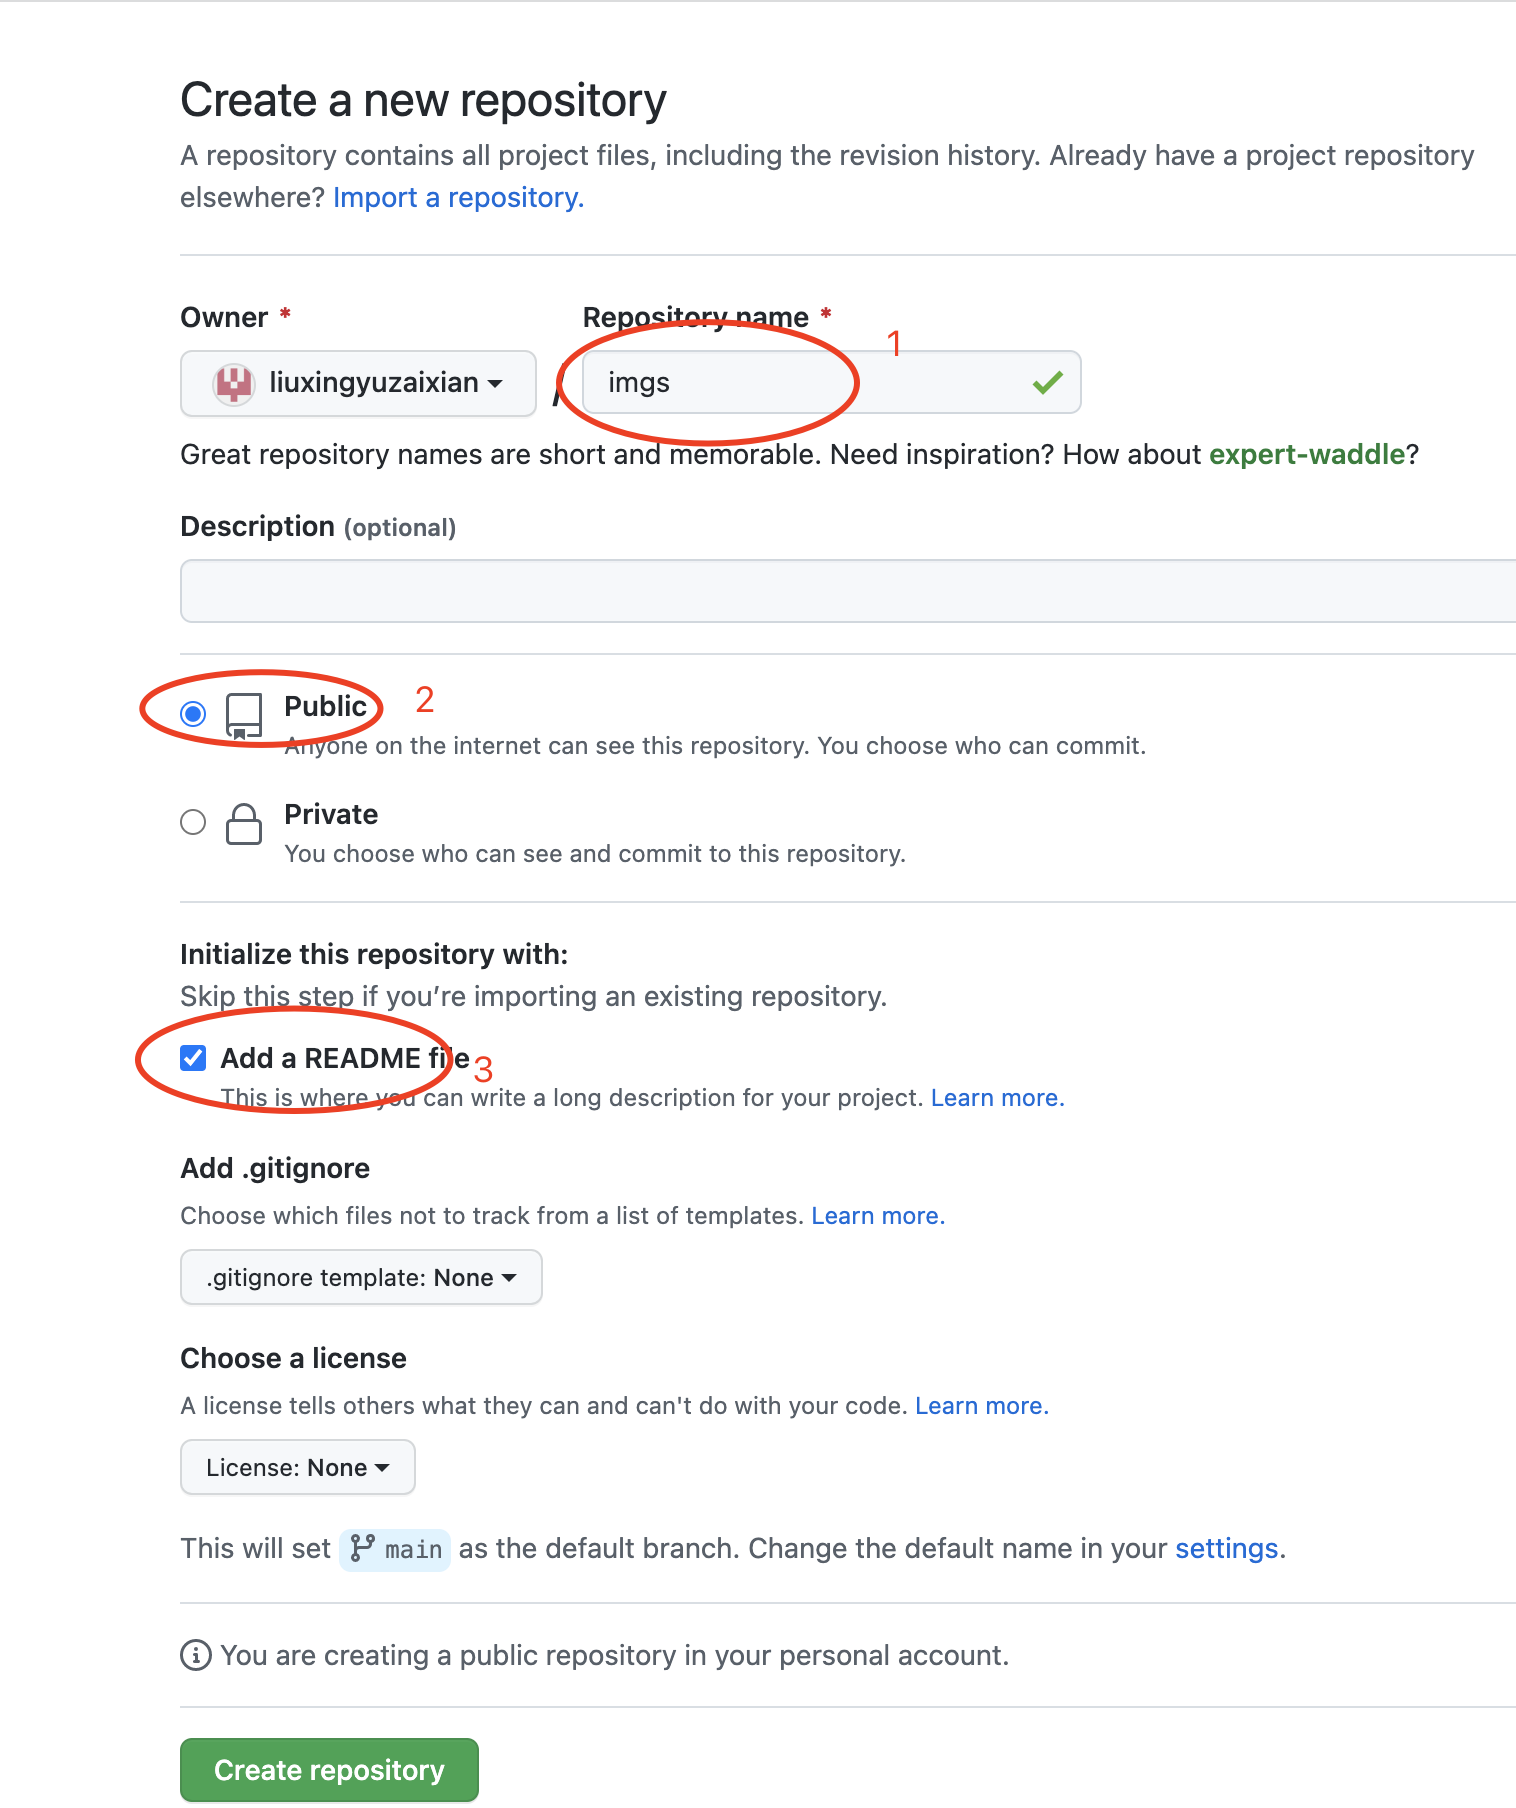 Create a new repository
A repository contains all project files, including the revision history. Already have a project repository
elsewhere? Import a repository.
Owner *
Repository name *
1
liuxingyuzaixian
/
imgs
Great repository names are short and memorable. Need inspiration? How about expert-waddle?
Description (optional)
Public
2
Anyone on the internet can see this repository. You choose who can commit.
Private
You choose who can see and commit to this repository.
Initialize this repository with:
Skip this step if you’re importing an existing repository.
Add a README file
3
This is where you can write a long description for your project. Learn more.
Add .gitignore
Choose which files not to track from a list of templates. Learn more.
.gitignore template: None
Choose a license
A license tells others what they can and can't do with your code. Learn more.
License: None
This will set main as the default branch. Change the default name in your settings.
You are creating a public repository in your personal account.
Create repository